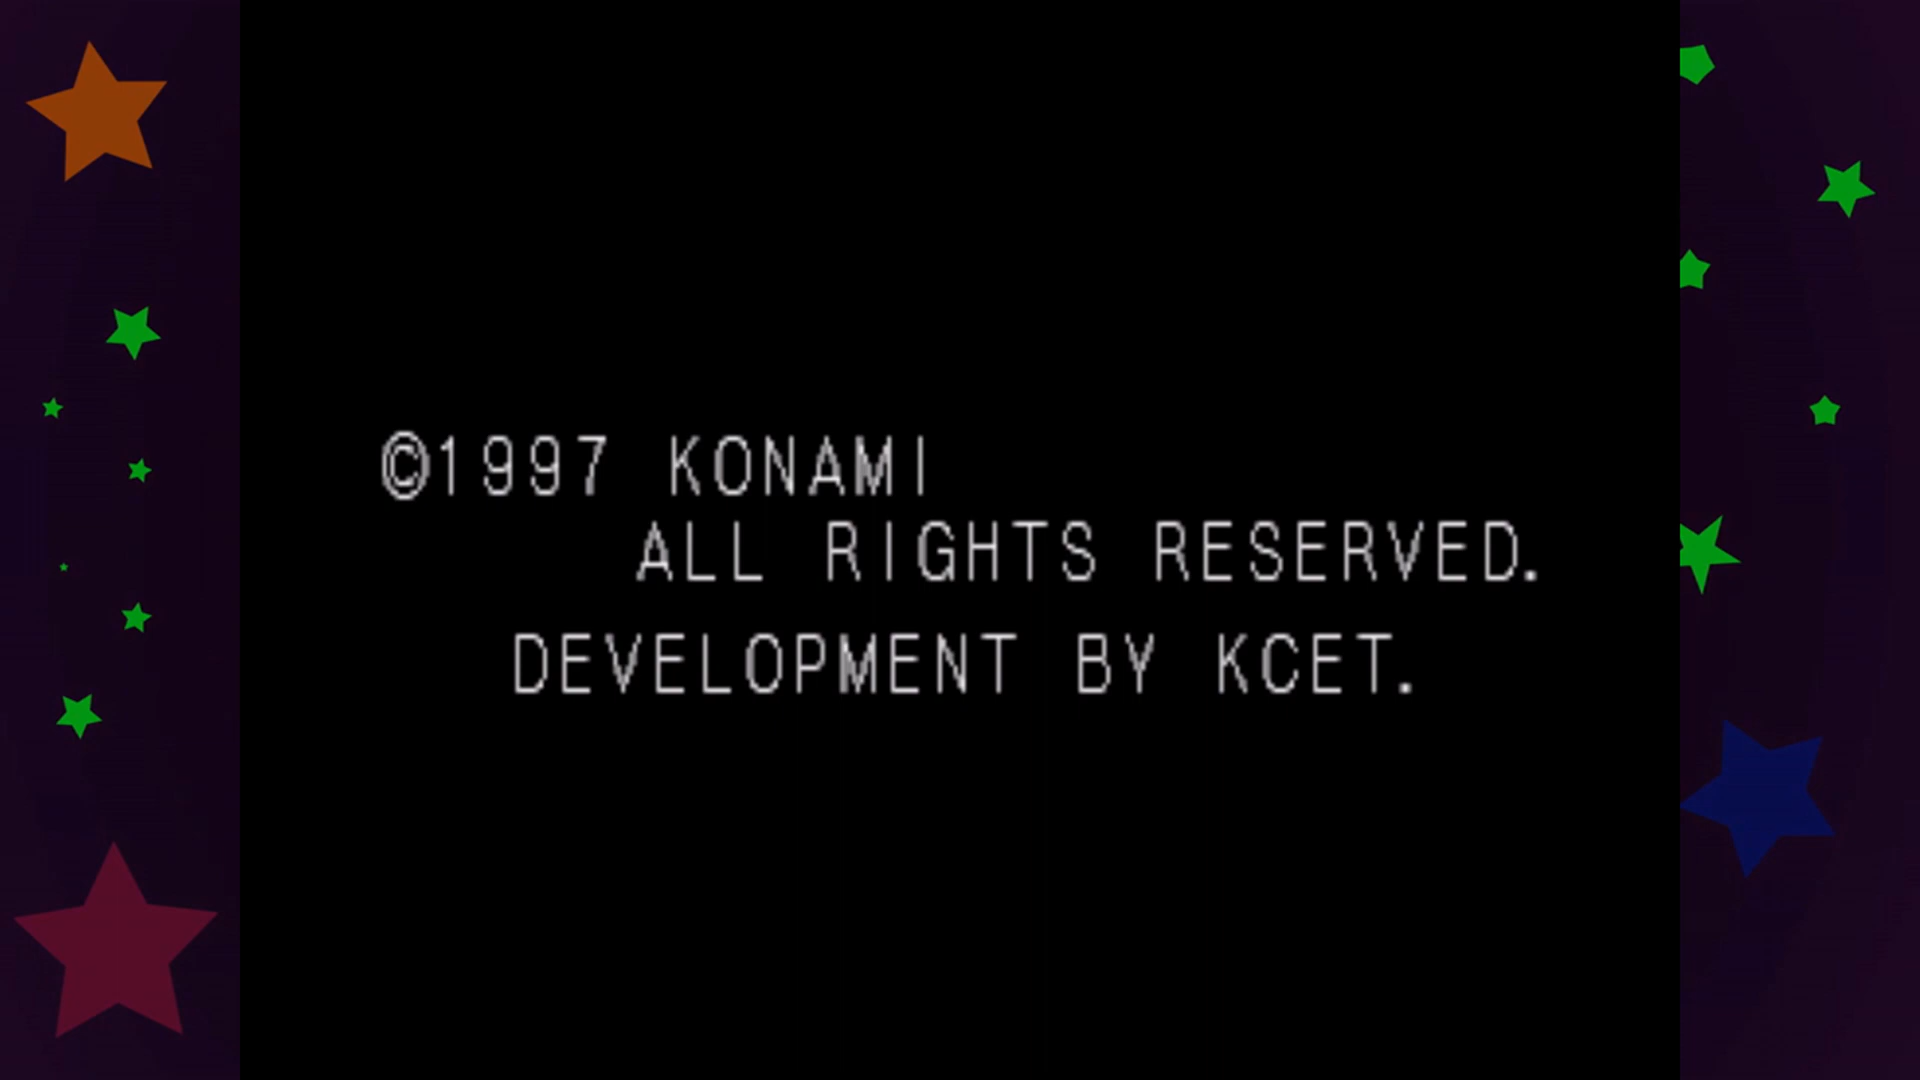 ©1997 KONAMI
ALL RIGHTS RESERVED.
DEVELOPMENT BY KCET.